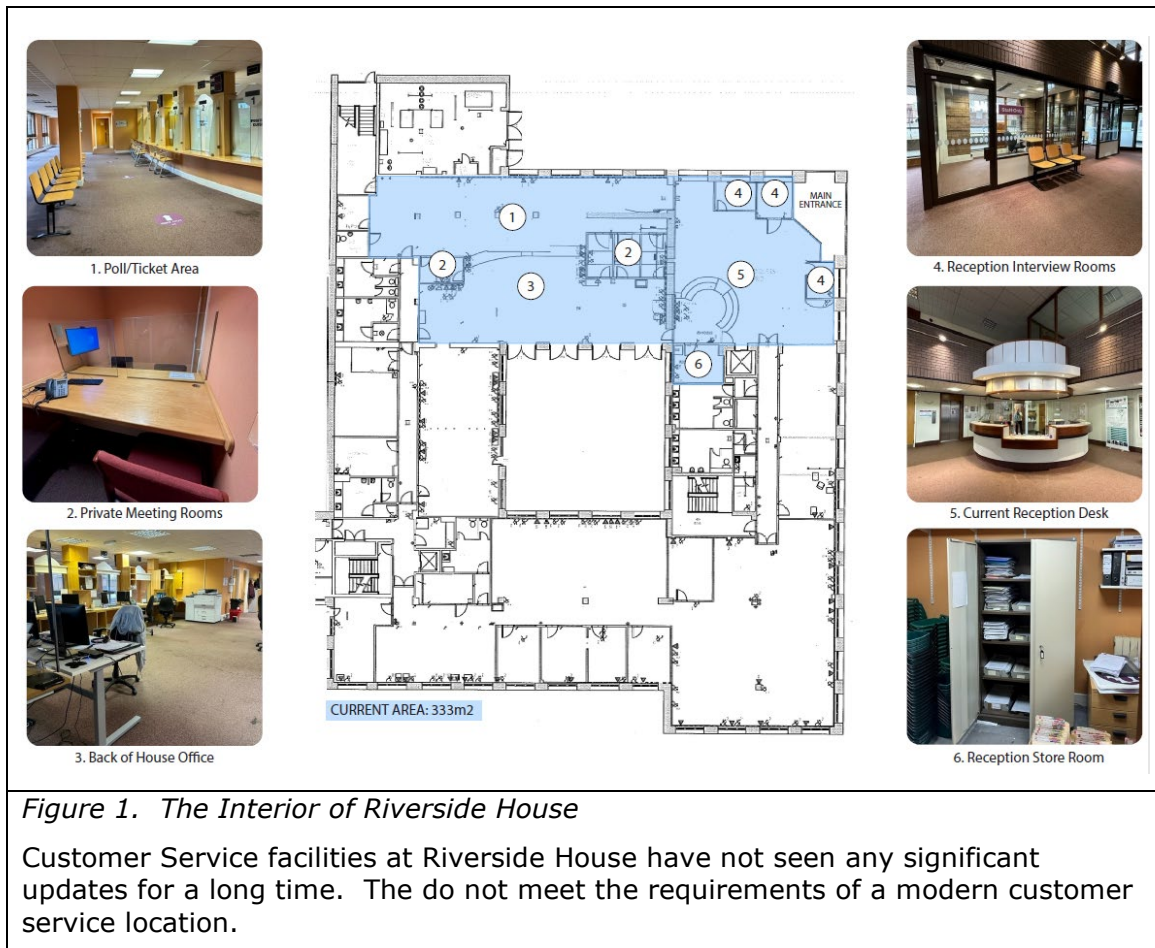 1. Poll/Ticket Area
2. Private Meeting Rooms
3. Back of House Office
1
2
2
3
4
4
MAIN
ENTRANCE
5
4
6
CURRENT AREA: 333m2
4. Reception Interview Rooms
5. Current Reception Desk
6. Reception Store Room
Figure 1. The Interior of Riverside House
Customer Service facilities at Riverside House have not seen any significant
updates for a long time. The do not meet the requirements of a modern customer
service location.